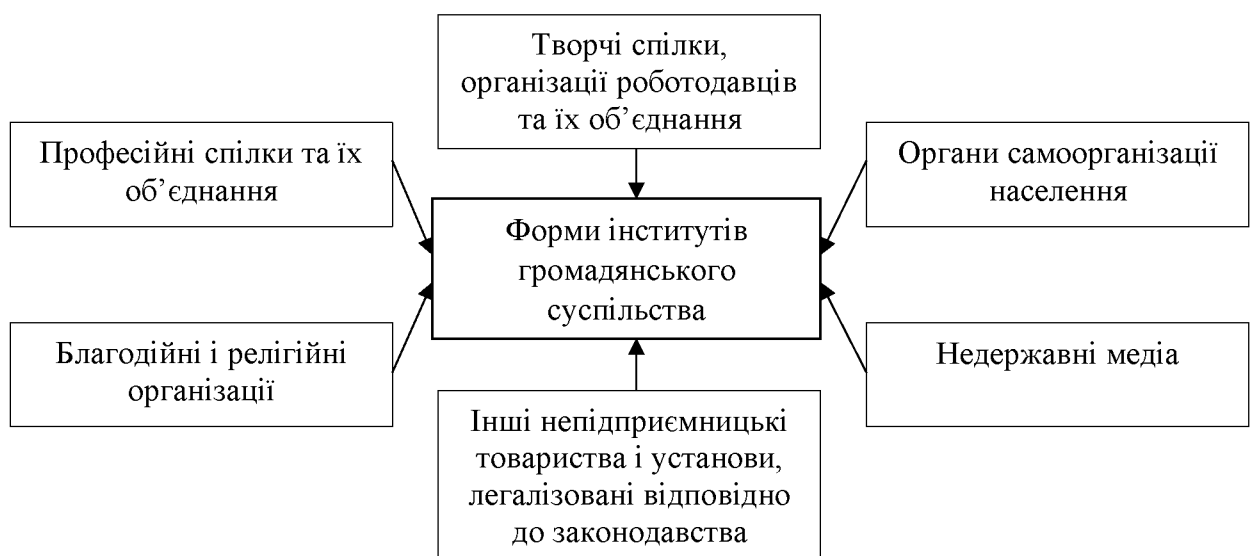 Творчі спілки,
організації роботодавців
та їх об’єднання
Професійні спілки та їх
об’єднання
Органи самоорганізації
населення
Форми інститутів
громадянського
суспільства
Благодійні і релігійні
організації
Недержавні медіа
Інші непідприємницькі
товариства і установи,
легалізовані відповідно
до законодавства